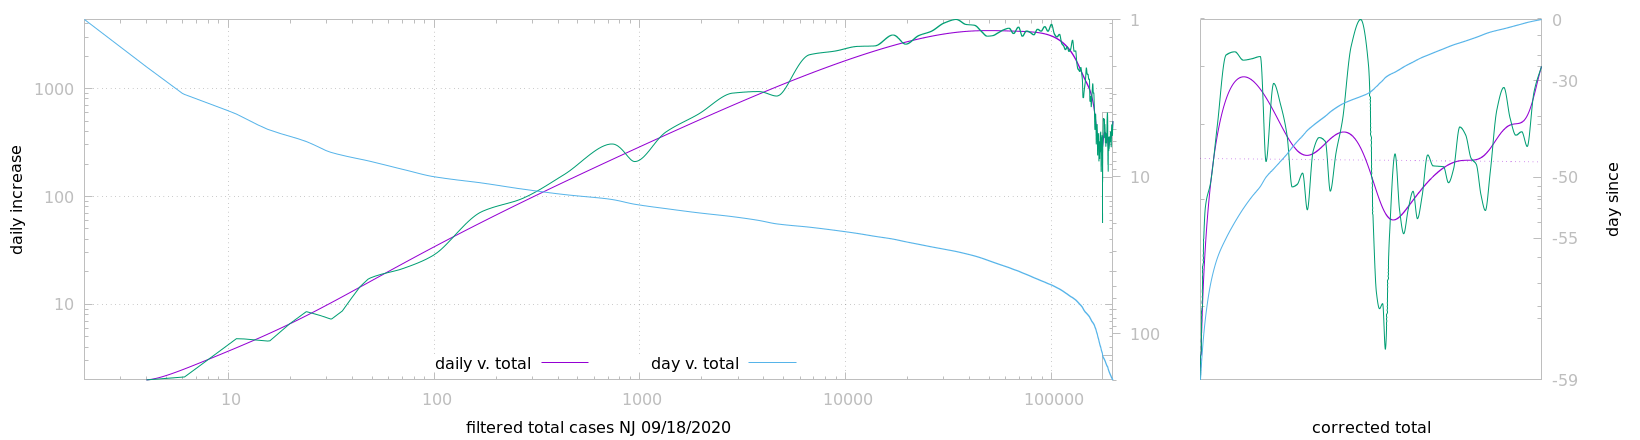 daily increase
1000
100
10
10
100
1000
10000
100000
daily v. total
day v. total
filtered total cases NJ 09/18/2020
1
10
100
0
-30
-50
-55
-59
day since
corrected total